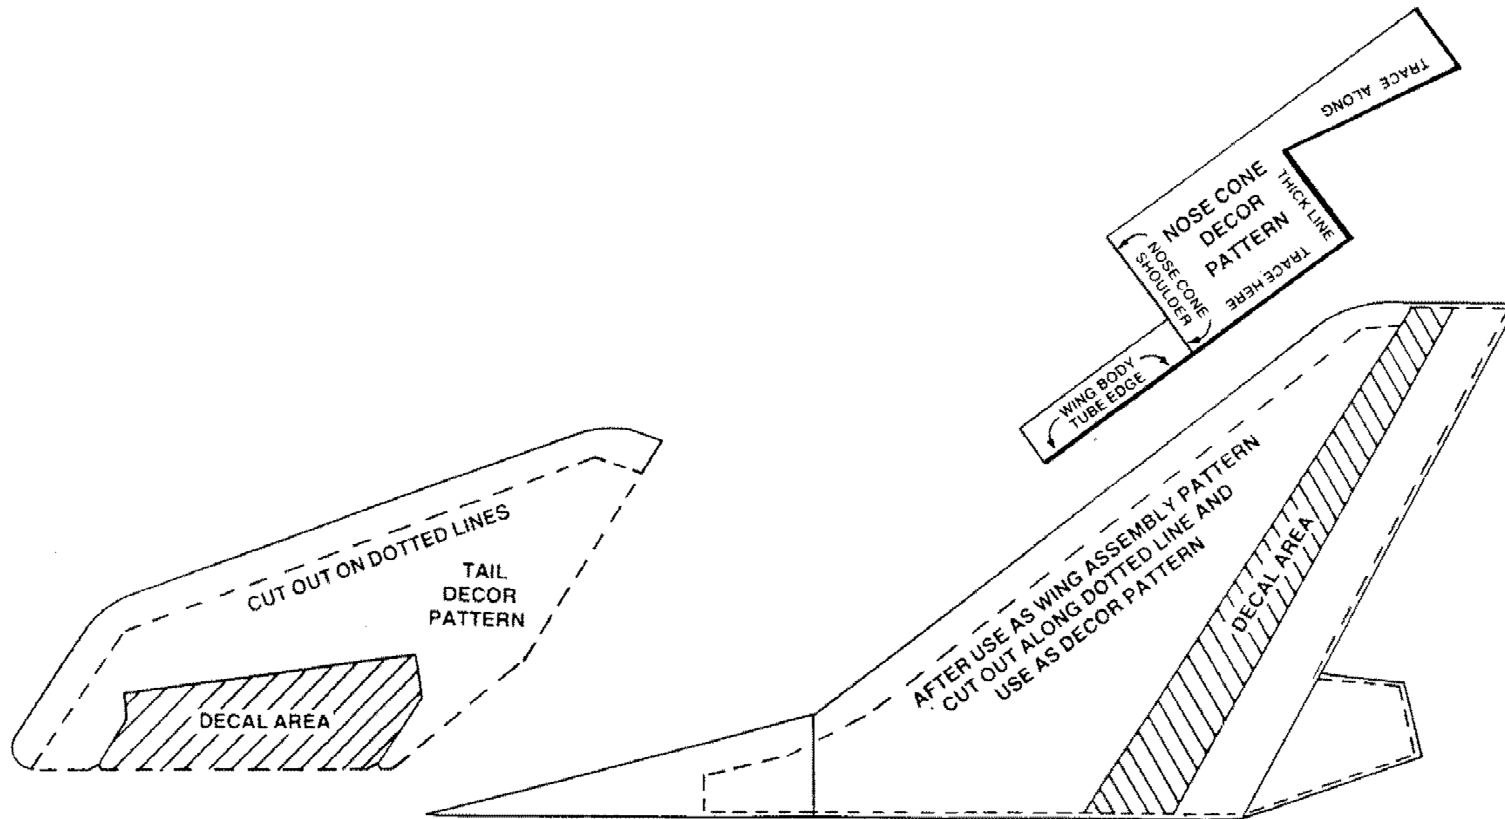 TRACE ALONG
THICK LINE
TRACE HERE
NOSE CONE
DECOR
PATTERN
NOSE CONE
SHOULDER
WING BODY
TUBE EDGE
CUT OUT ON DOTTED LINES
TAIL
DECOR
PATTERN
DECAL AREA
AFTER USE AS WING ASSEMBLY PATTERN
CUT OUT ALONG DOTTED LINE AND
USE AS DECOR PATTERN
DECAL AREA